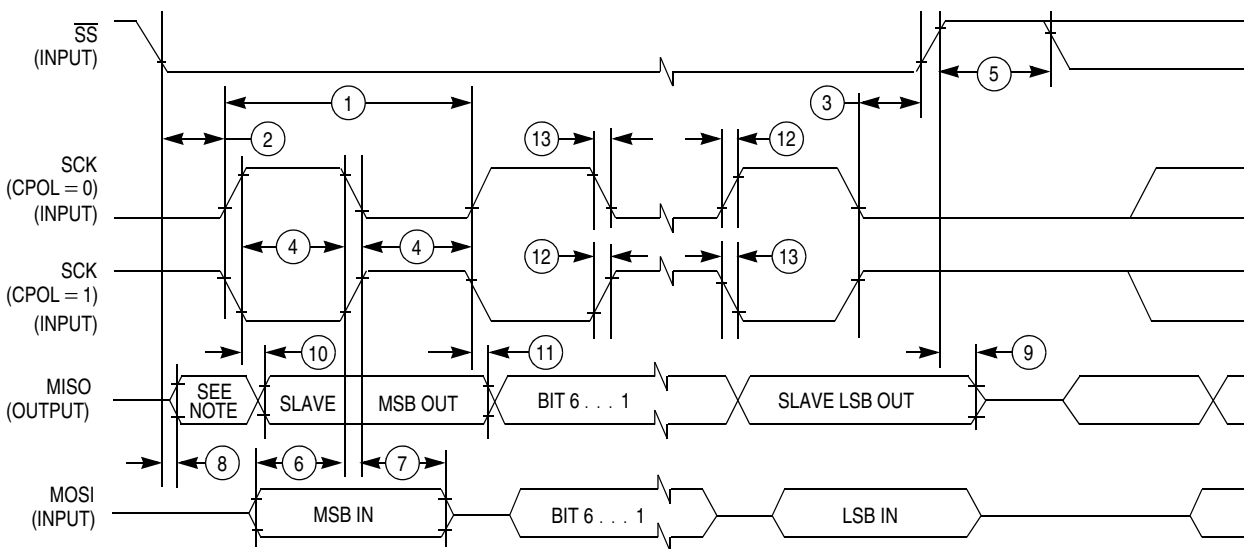 SS
(INPUT)
1
2
3
5
SCK
(CPOL = 0)
(INPUT)
13
12
4
4
SCK
(CPOL = 1)
(INPUT)
12
13
10
11
9
MISO
(OUTPUT)
SEE
NOTE
SLAVE
MSB OUT
BIT 6 . . . 1
SLAVE LSB OUT
8
6
7
MOSI
(INPUT)
MSB IN
BIT 6 . . . 1
LSB IN